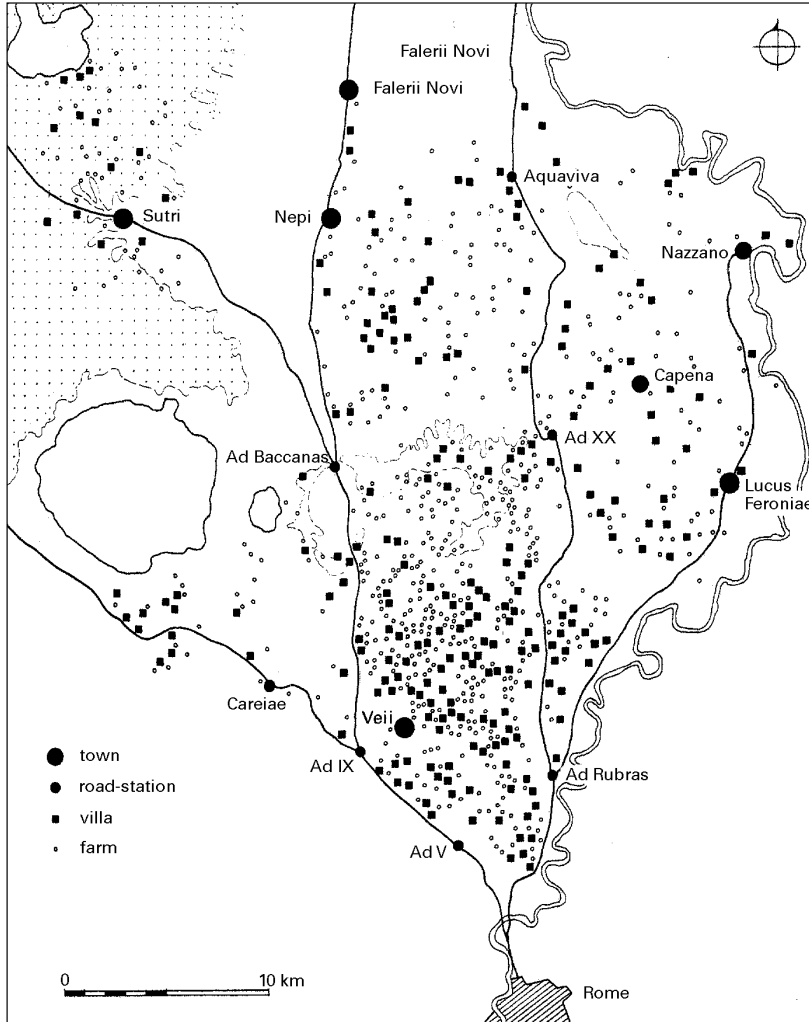 Falerii Novi
Falerii Novi
Aquaviva
Sutri
Nepi
Nazzano
Capena
Ad XX
Ad Baccanas
Lucus
Feroniae
Careiae
Veii
Ad IX
Ad Rubras
town
road-station
villa
farm
Ad V
0
10 km
Rome